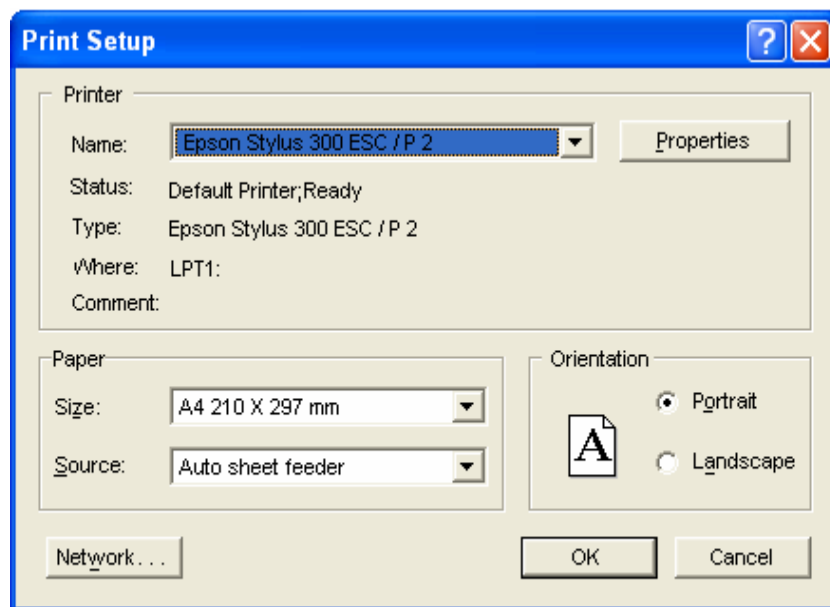 Print Setup
Printer
Name: Epson Stylus 300 ESC / P 2 Properties
Status: Default Printer;Ready
Type: Epson Stylus 300 ESC / P 2
Where: LPT1:
Comment:
Paper
Size: A4 210 X 297 mm
Source: Auto sheet feeder
Orientation
A
Portrait
Landscape
Network. . . OK Cancel